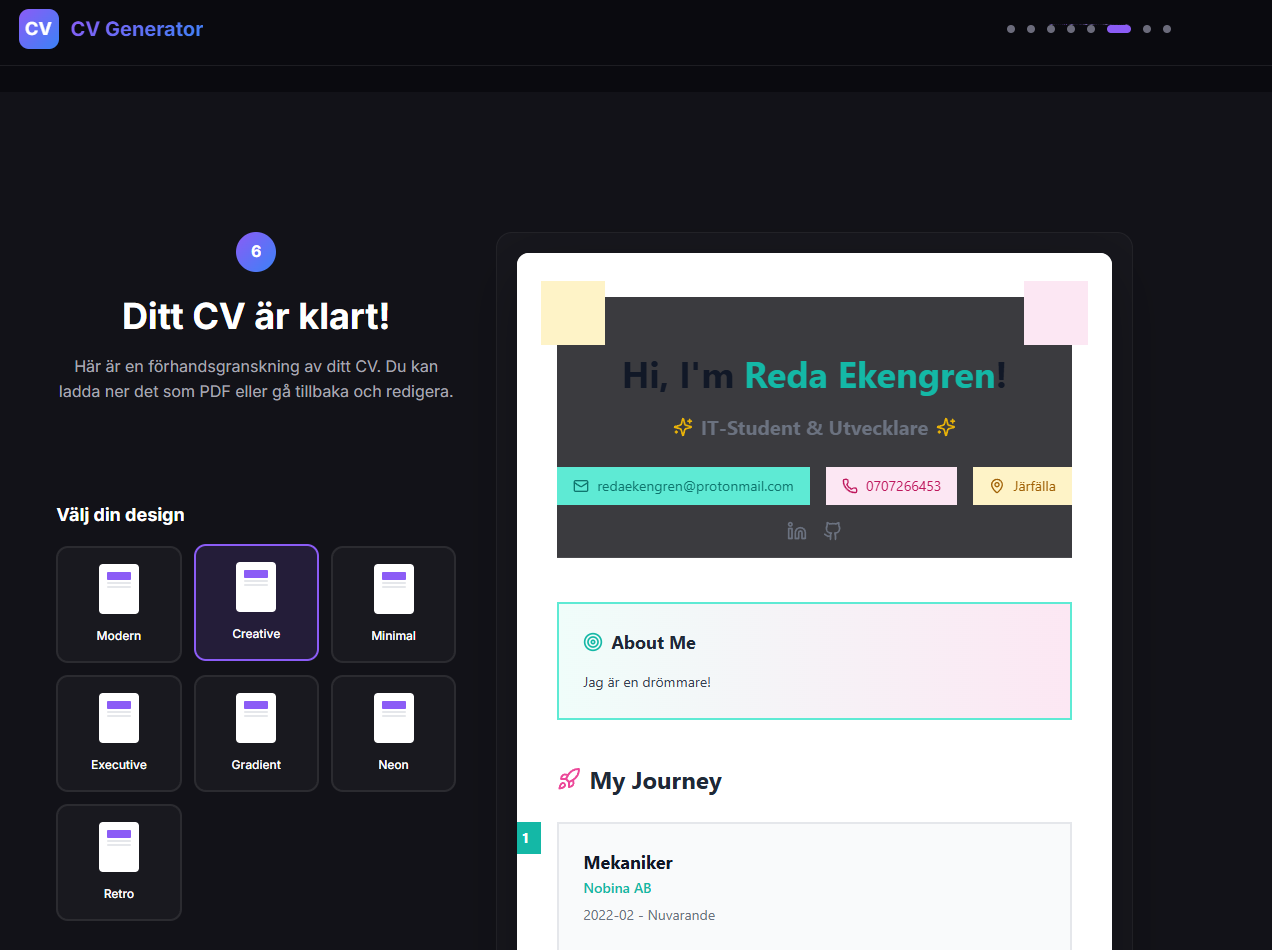 CV CV Generator
6
Ditt CV är klart!
Här är en förhandsgranskning av ditt CV. Du kan
ladda ner det som PDF eller gå tillbaka och redigera.
Välj din design
Modern
Creative
Minimal
Executive
Gradient
Neon
Retro
Hi, I'm Reda Ekengren!
✨ IT-Student & Utvecklare ✨
redaekengren@protonmail.com
0707266453
Järfälla
About Me
Jag är en drömmare!
My Journey
1
Mekaniker
Nobina AB
2022-02 - Nuvarande